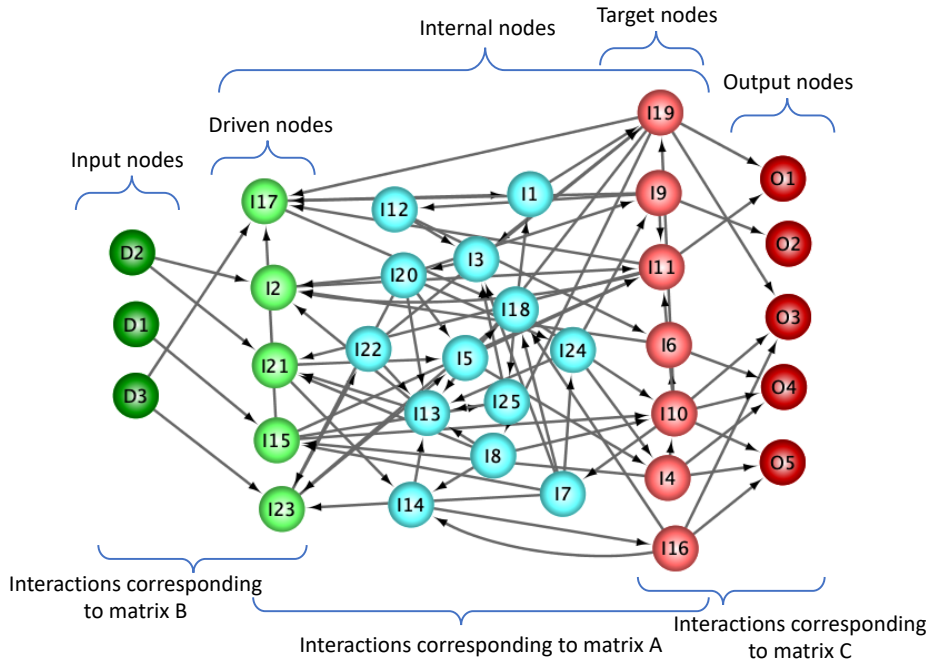 Target nodes
Internal nodes
Output nodes
Driven nodes
Input nodes
I19
I9
I1
I17
I12
O1
D2
I3
O2
I11
I20
I2
I18
O3
D1
I6
I22
I24
I5
I21
O4
D3
I25
I13
I10
I15
I8
O5
I4
I7
I14
I23
I16
Interactions corresponding
to matrix B
Interactions corresponding to matrix A
Interactions corresponding
to matrix C